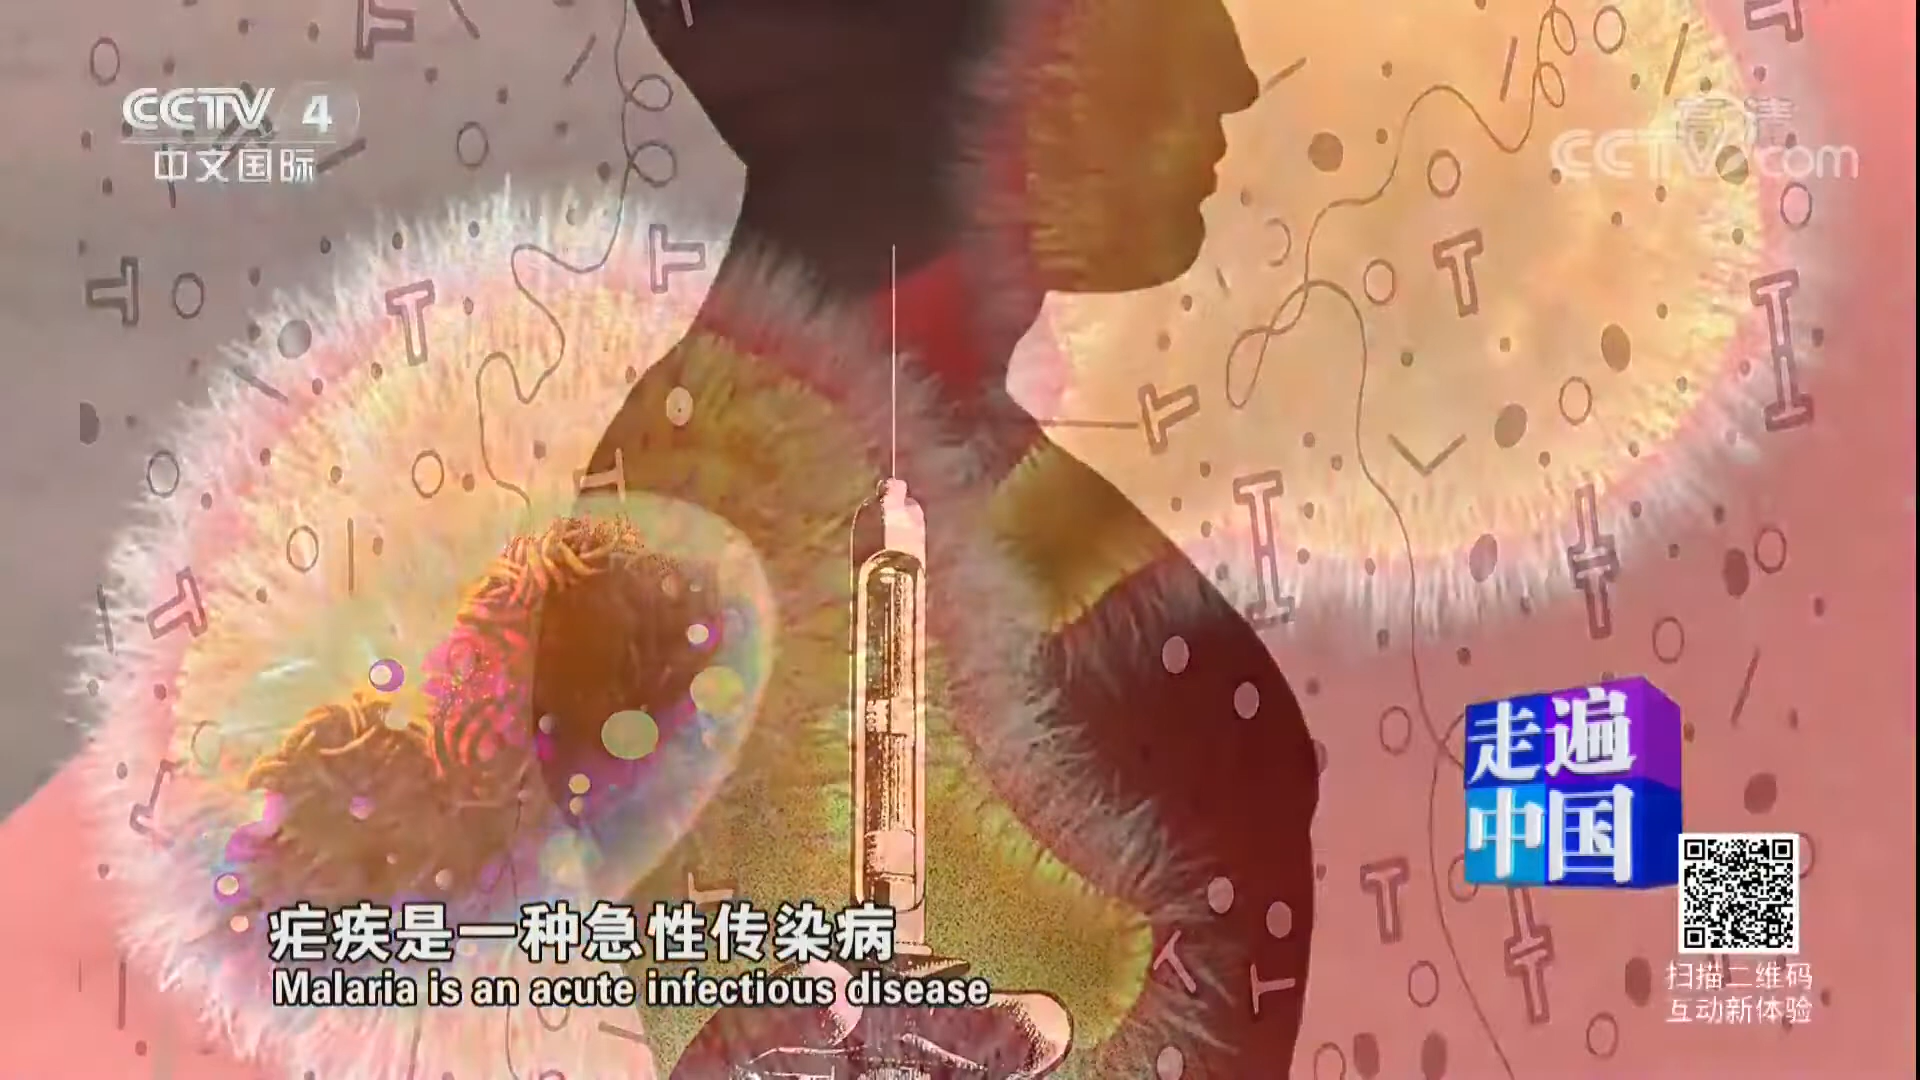 CCTV 4
中文国际
高清
CCTV.com
走遍
中国
疟疾是一种急性传染病
Malaria is an acute infectious disease
扫描二维码
互动新体验